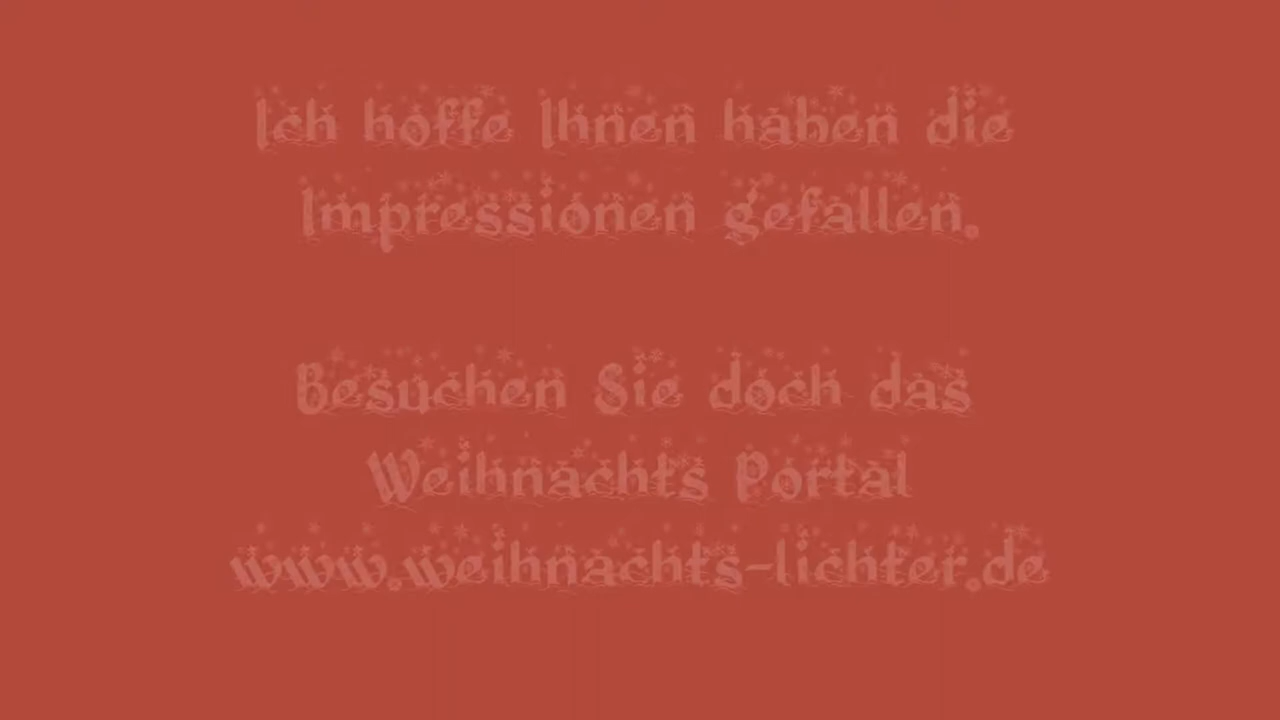 Ich hoffe Ihnen haben die
Impressionen gefallen.
Besuchen Sie doch das
Weihnachts Portal
www.weihnachts-lichter.de